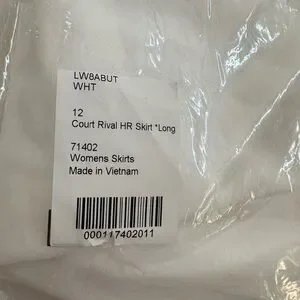 LW8ABUT
WHT
12
Court Rival HR Skirt *Long
71402
Womens Skirts
Made in Vietnam
000117402011